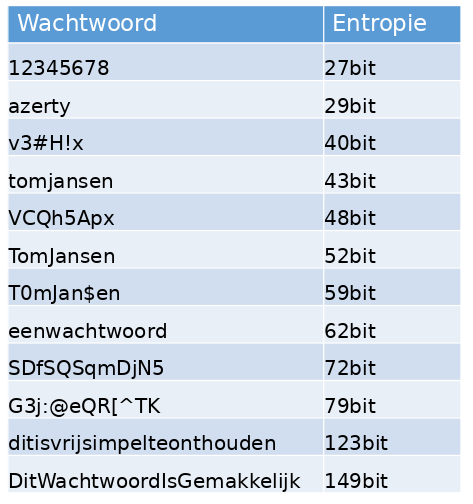 Wachtwoord Entropie
12345678 27bit
azerty 29bit
v3#H!x 40bit
tomjansen 43bit
VCQh5Apx 48bit
TomJansen 52bit
T0mJan$en 59bit
eenwachtwoord 62bit
SDfSQSqmDjN5 72bit
G3j:@eQR[^TK 79bit
ditisvrijsimpelteonthouden 123bit
DitWachtwoordIsGemakkelijk 149bit